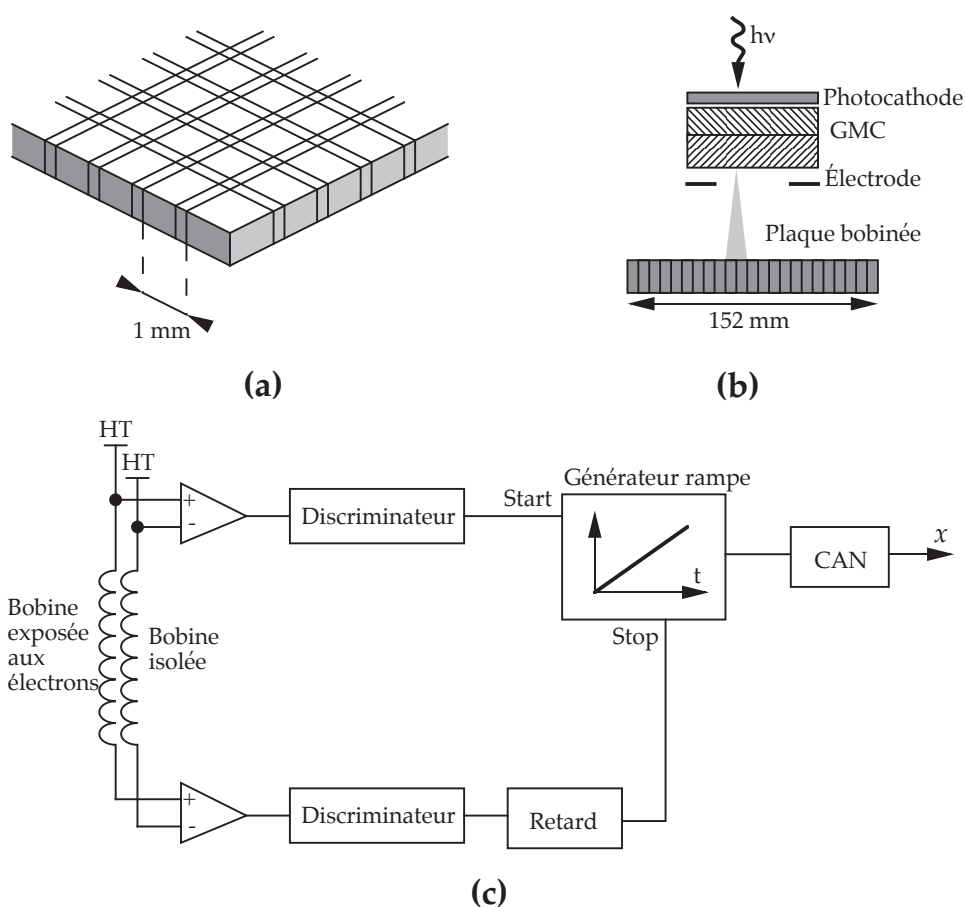 1 mm
(a)
hν
Photocathode
GMC
Électrode
Plaque bobinée
152 mm
(b)
HT
HT
+
-
Discriminateur
Start
Générateur rampe
t
Stop
CAN
x
Bobine
exposée
aux
électrons
Bobine
isolée
+
-
Discriminateur
Retard
(c)